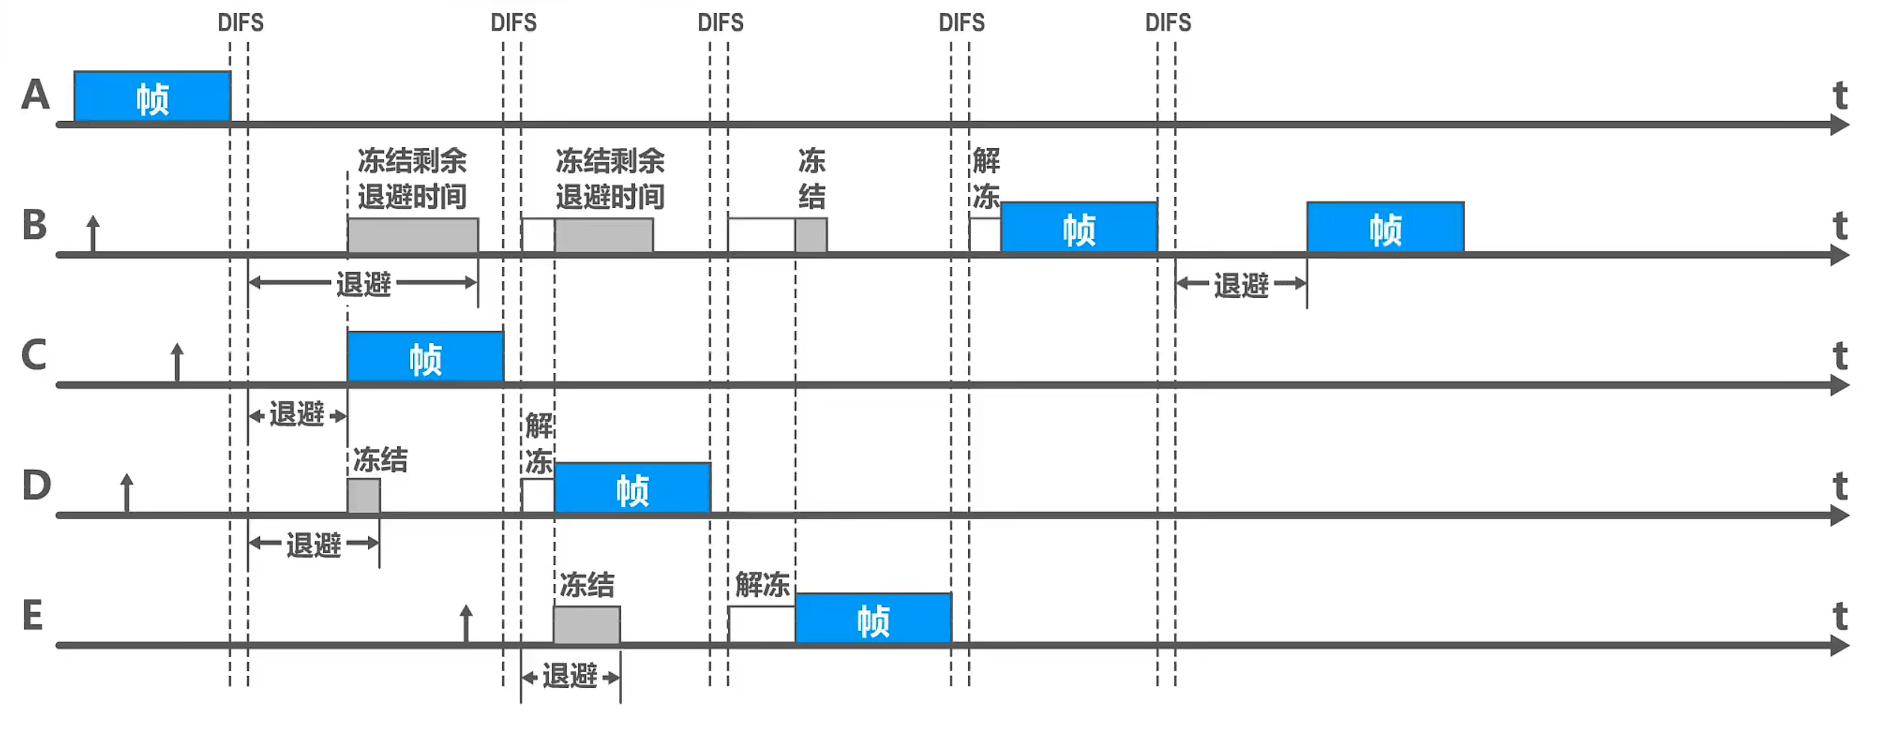 DIFS DIFS DIFS DIFS DIFS
A 帧 t
冻结剩余 冻结剩余 冻 解
退避时间 退避时间 结 冻
B 帧 帧 t
退避 退避
C 帧 t
退避 解
冻结 冻
D 帧 t
退避
冻结 解冻
E 帧 t
退避